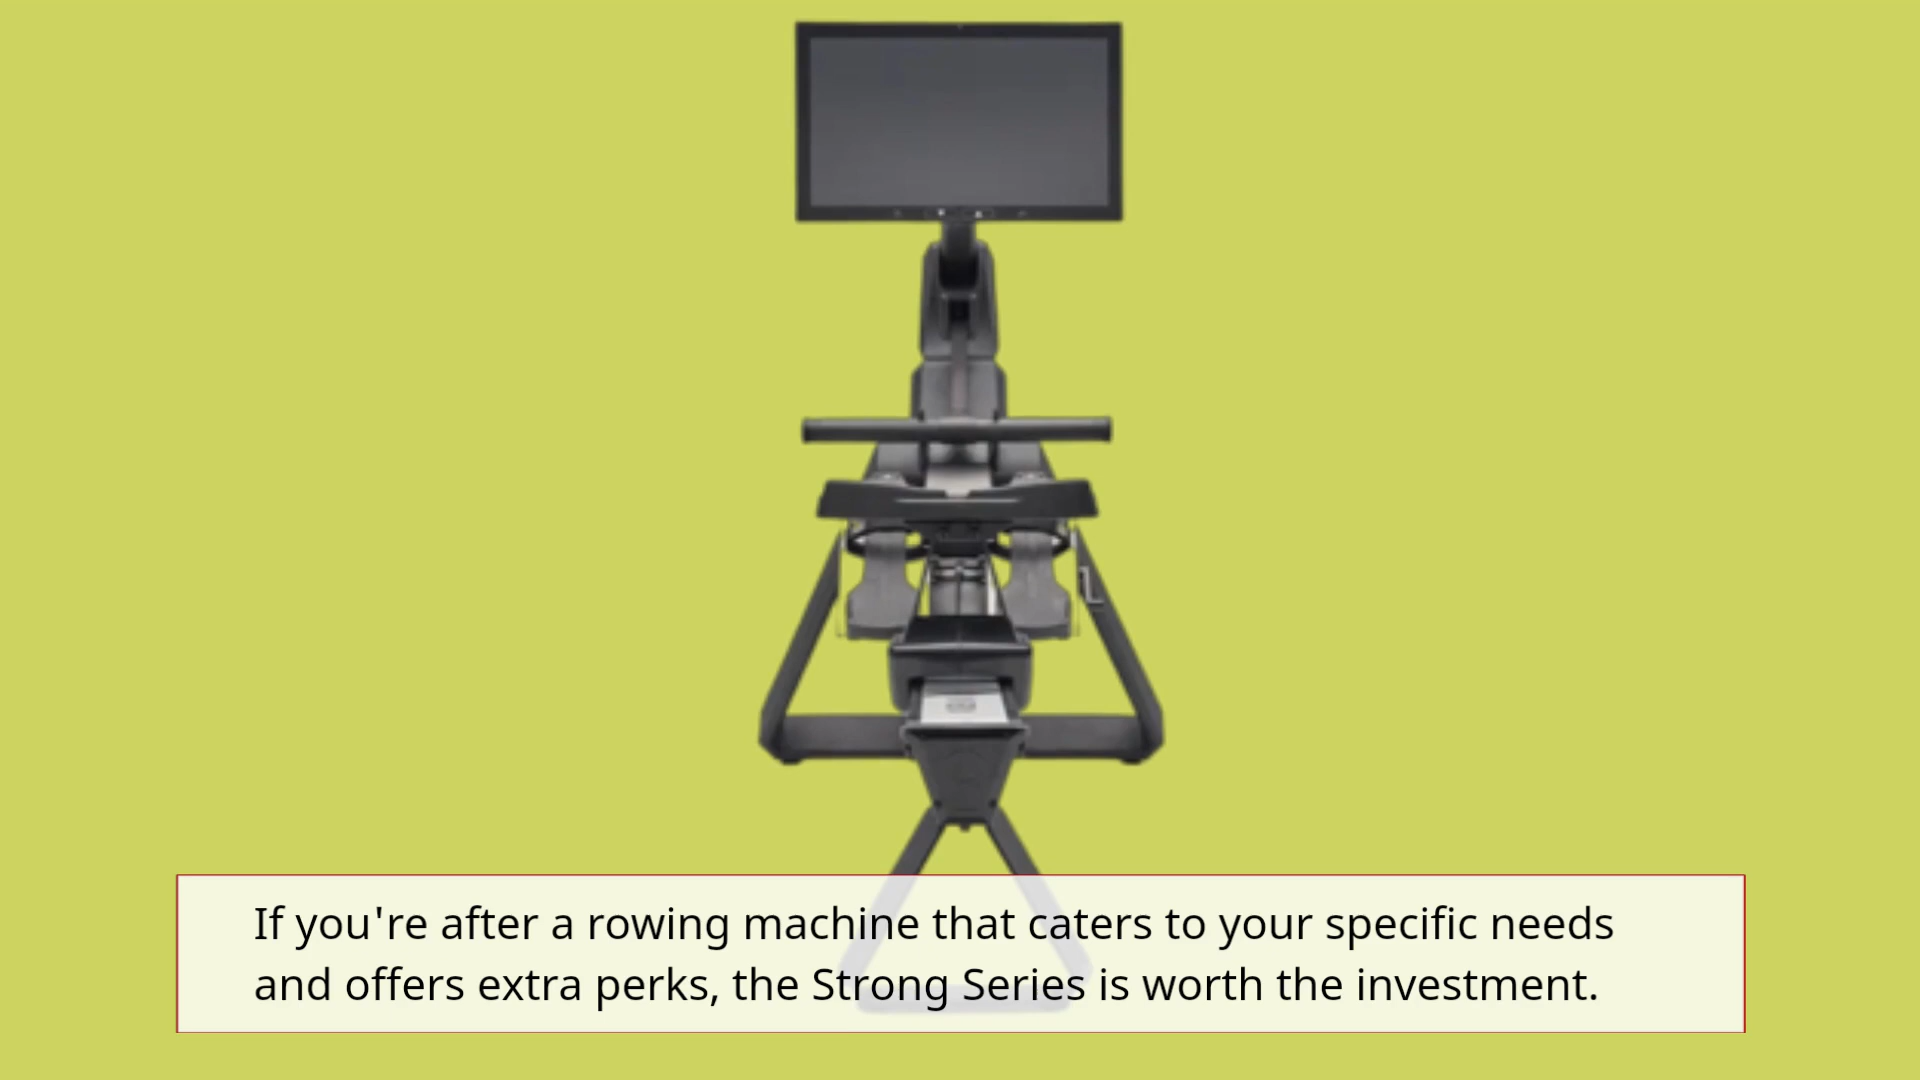 If you're after a rowing machine that caters to your specific needs
and offers extra perks, the Strong Series is worth the investment.